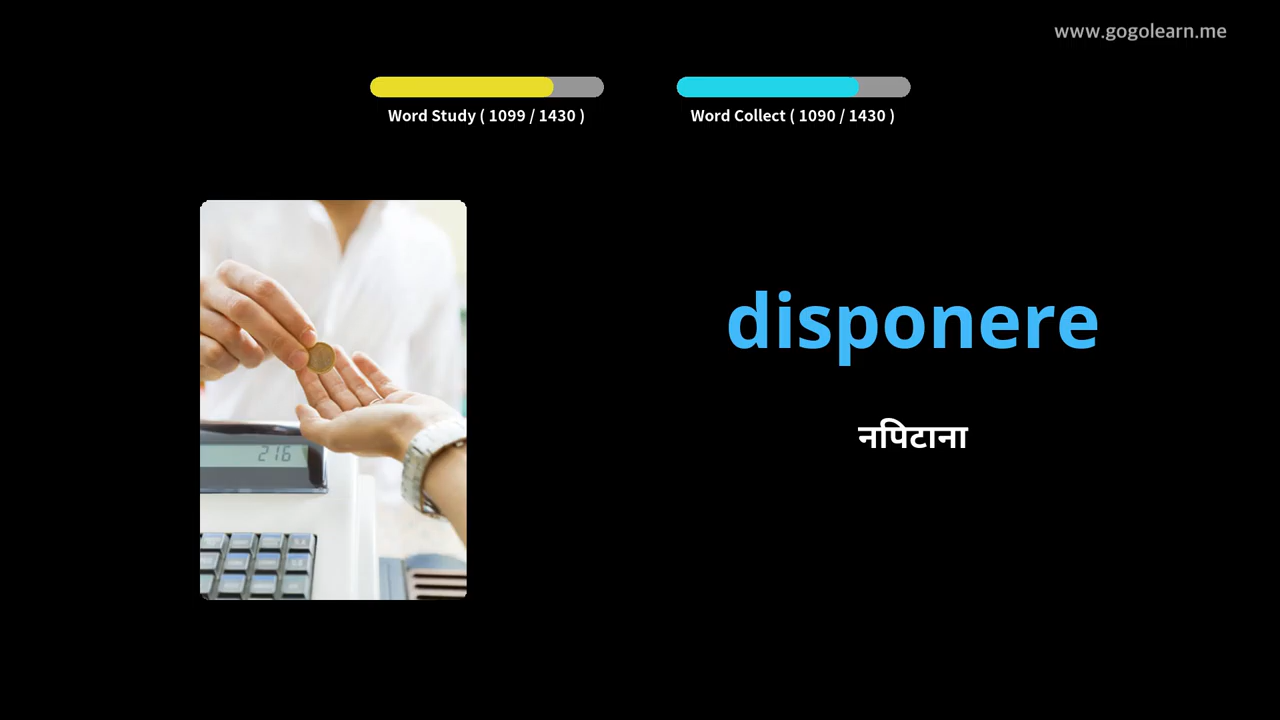 www.gogolearn.me
Word Study ( 1099 / 1430 )
Word Collect ( 1090 / 1430 )
disponere
नपिटाना
216